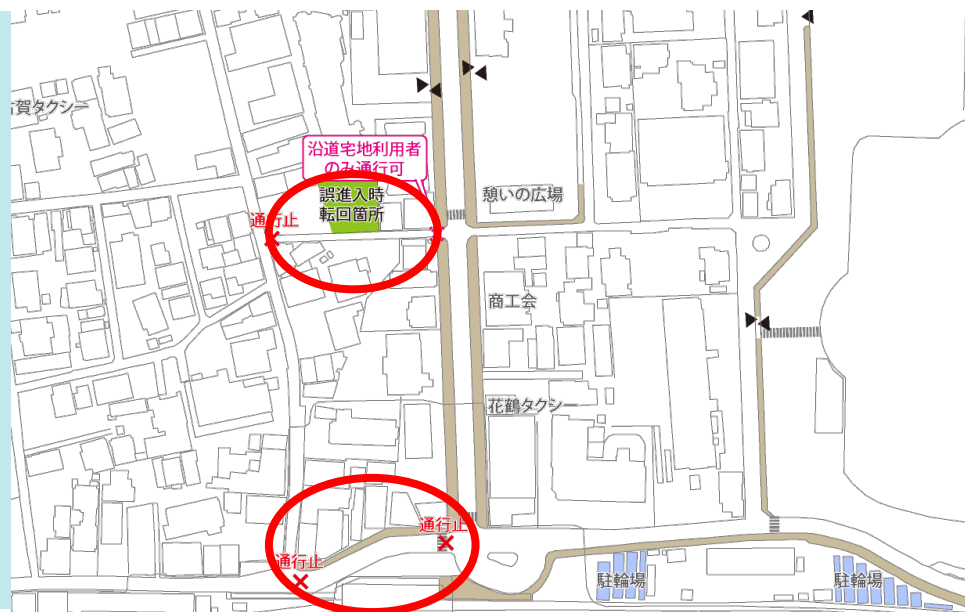 賀タクシー
沿道宅地利用者
のみ通行可
誤進入時
転回箇所
憩いの広場
通行止
商工会
花鶴タクシー
通行止
通行止
駐輪場
駐輪場